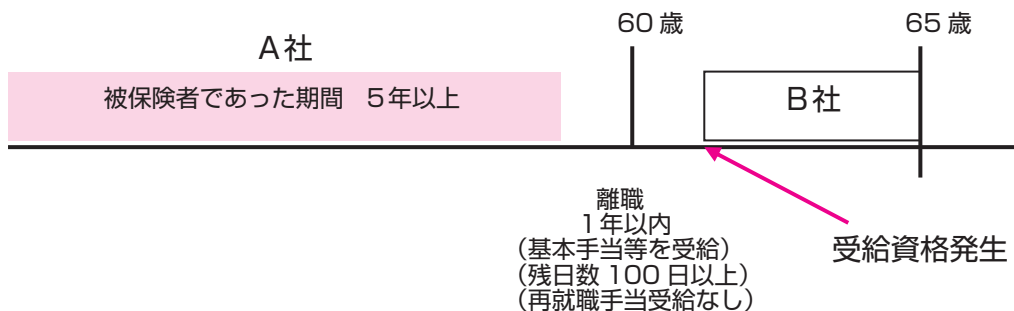 60歳
65歳
A社
被保険者であった期間　5年以上
B社
離職
1年以内
(基本手当等を受給)
(残日数 100 日以上)
(再就職手当受給なし)
受給資格発生